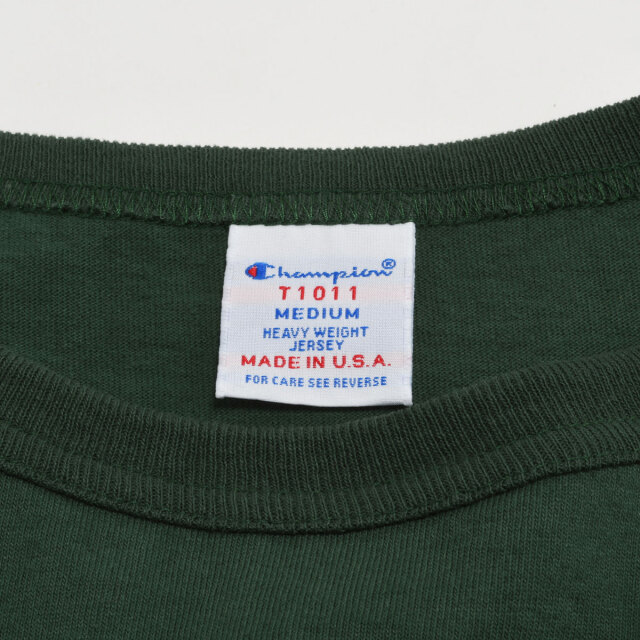 Champion®
T1011
MEDIUM
HEAVY WEIGHT
JERSEY
MADE IN U.S.A.
FOR CARE SEE REVERSE